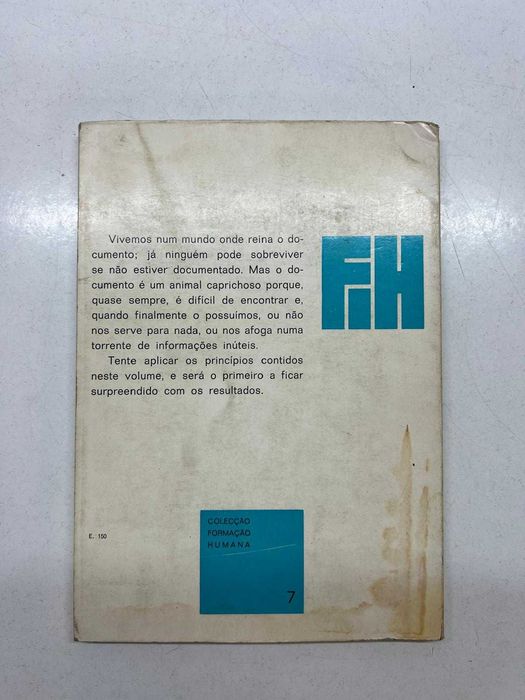 Vivemos num mundo onde reina o do-
cumento; já ninguém pode sobreviver
se não estiver documentado. Mas o do-
cumento é um animal caprichoso porque,
quase sempre, é difícil de encontrar e,
quando finalmente o possuímos, ou não
nos serve para nada, ou nos afoga numa
torrente de informações inúteis.
Tente aplicar os princípios contidos
neste volume, e será o primeiro a ficar
surpreendido com os resultados.
FH
E. 150
COLECÇÃO
FORMAÇÃO
HUMANA
7